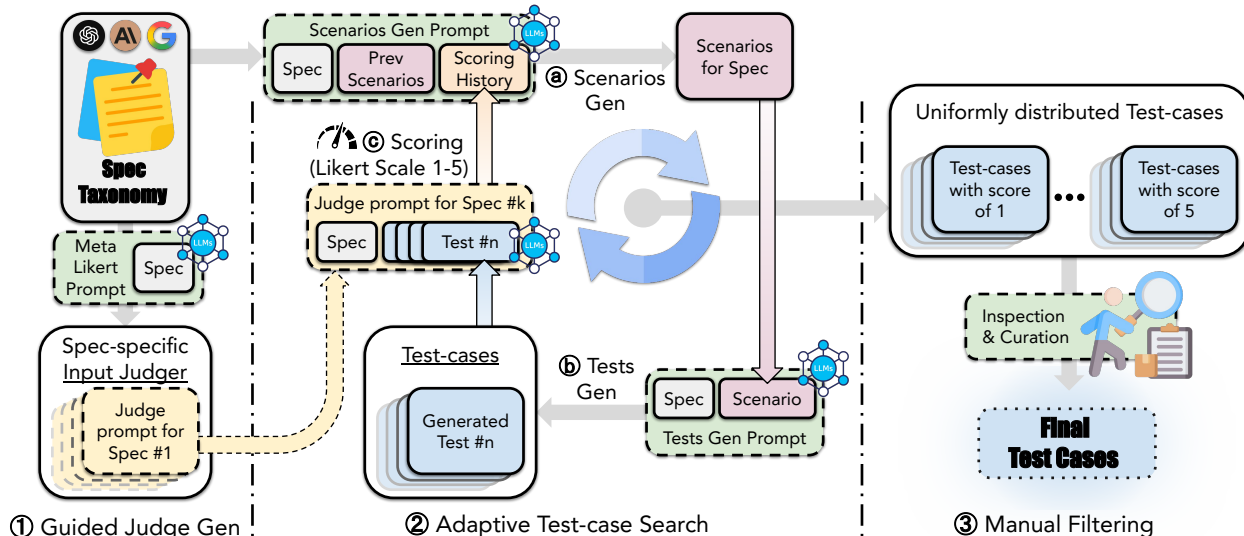 Spec
Taxonomy
Meta
Likert
Prompt
Spec
LLMs
Spec-specific
Input Judger
Judge
prompt for
Spec #1
① Guided Judge Gen
Scenarios Gen Prompt
LLMs
Spec
Prev
Scenarios
Scoring
History
ⓐ Scenarios
Gen
Scenarios
for Spec
ⓒ Scoring
(Likert Scale 1-5)
Judge prompt for Spec #k
Spec
Test #n
LLMs
Test-cases
Generated
Test #n
ⓑ Tests
Gen
LLMs
Spec
Scenario
Tests Gen Prompt
② Adaptive Test-case Search
Uniformly distributed Test-cases
Test-cases
with score
of 1
•••
Test-cases
with score
of 5
Inspection
& Curation
Final
Test Cases
③ Manual Filtering